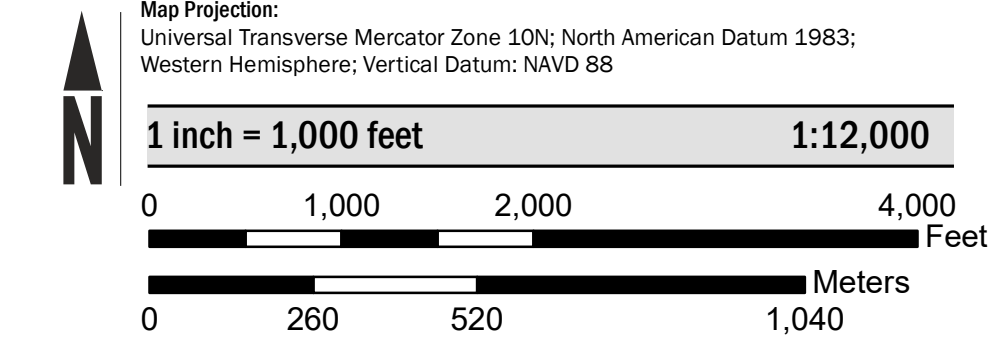 Map Projection:
Universal Transverse Mercator Zone 10N; North American Datum 1983;
Western Hemisphere; Vertical Datum: NAVD 88
N
1 inch = 1,000 feet 1:12,000
0 1,000 2,000 4,000
Feet
Meters
0 260 520 1,040